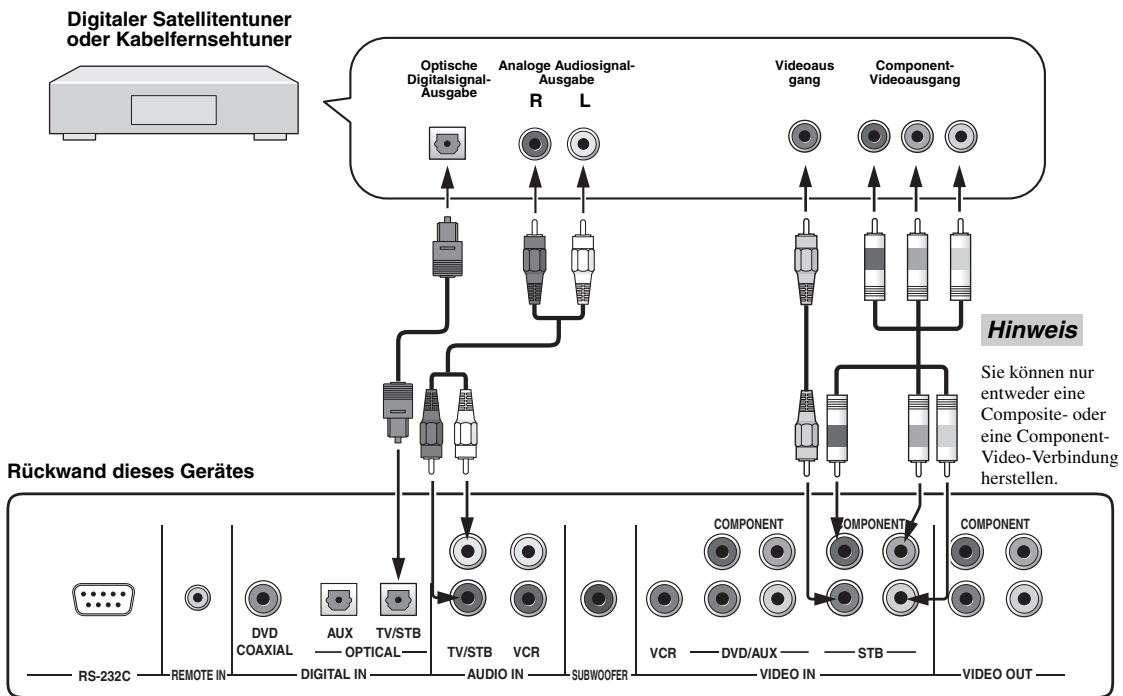 Digitaler Satellitentuner
oder Kabelfernsehtuner
Optische
Digitalsignal-
Ausgabe
Analoge Audiosignal-
Ausgabe
R L
Videoaus
gang
Component-
Videoausgang
Hinweis
Sie können nur
entweder eine
Composite- oder
eine Component-
Video-Verbindung
herstellen.
Rückwand dieses Gerätes
COMPONENT COMPONENT COMPONENT
DVD
COAXIAL
AUX TV/STB
OPTICAL
TV/STB VCR
VCR DVD/AUX STB
RS-232C REMOTE IN DIGITAL IN AUDIO IN SUBWOOFER VIDEO IN VIDEO OUT